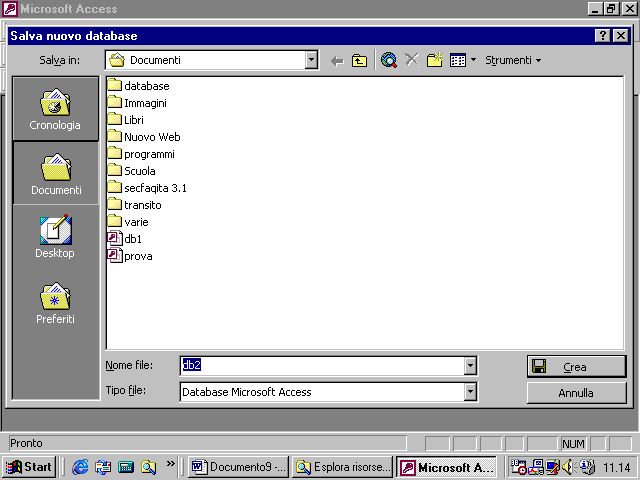 Microsoft Access
Salva nuovo database
Salva in:
Documenti
Strumenti
Cronologia
Documenti
Desktop
Preferiti
database
Immagini
Libri
Nuovo Web
programmi
Scuola
secfaqita 3.1
transito
varie
db1
prova
Nome file:
db2
Crea
Tipo file:
Database Microsoft Access
Annulla
Pronto
NUM
Start
»
Documento9 -...
Esplora risorse...
Microsoft A...
11.14